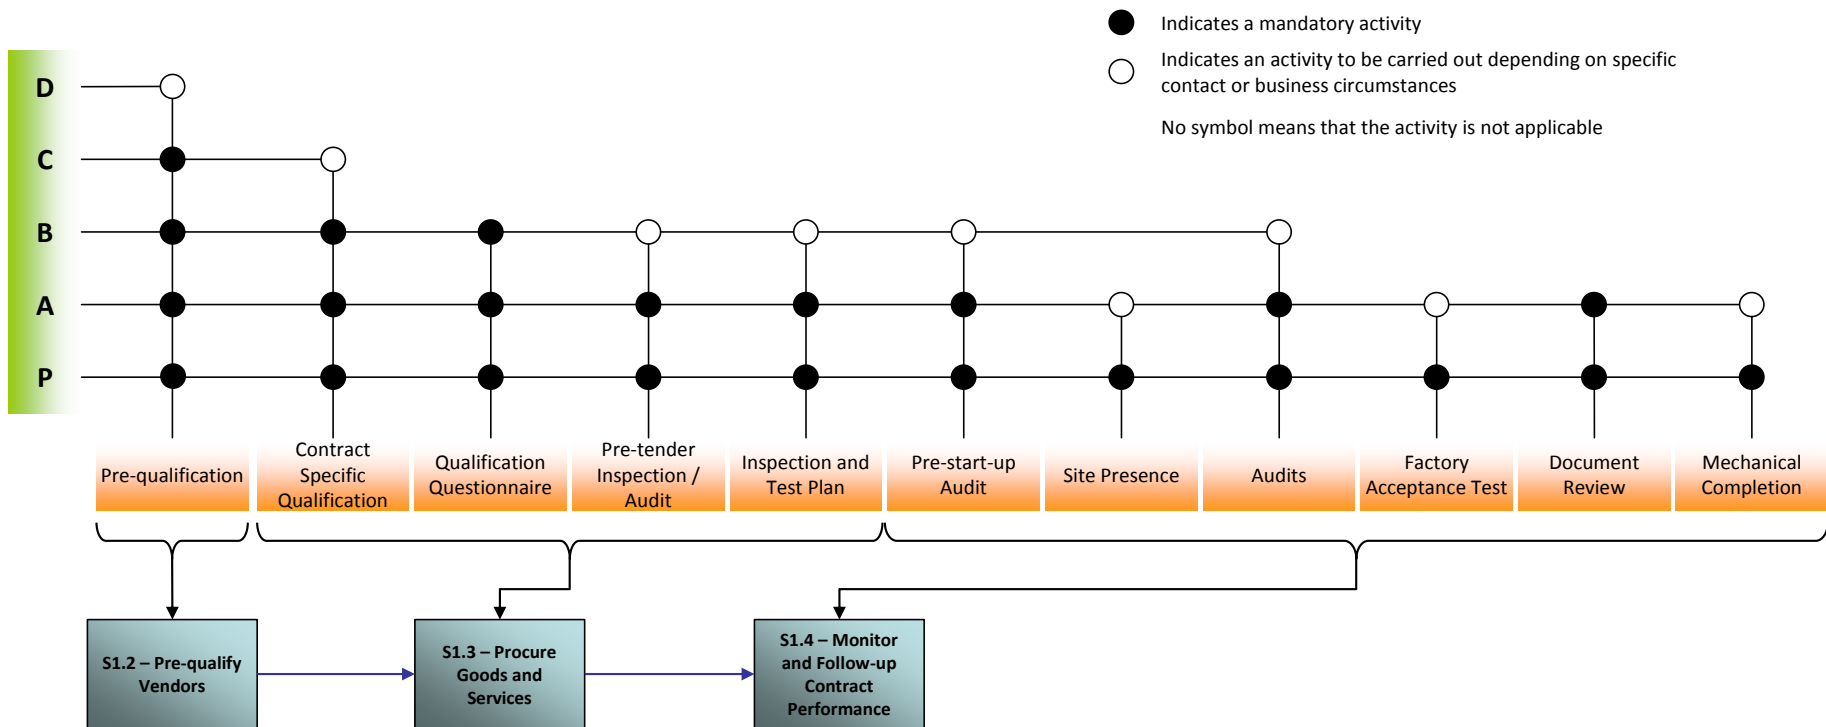 Indicates a mandatory activity
Indicates an activity to be carried out depending on specific
contact or business circumstances
No symbol means that the activity is not applicable
D
C
B
A
P
Pre-qualification
Contract
Specific
Qualification
Qualification
Questionnaire
Pre-tender
Inspection /
Audit
Inspection and
Test Plan
Pre-start-up
Audit
Site Presence
Audits
Factory
Acceptance Test
Document
Review
Mechanical
Completion
S1.2 – Pre-qualify
Vendors
S1.3 – Procure
Goods and
Services
S1.4 – Monitor
and Follow-up
Contract
Performance